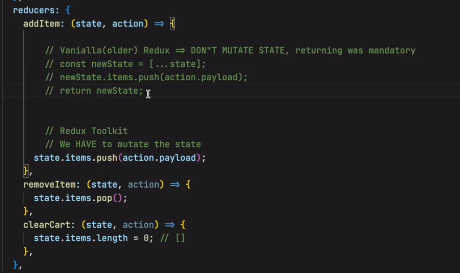 reducers: {
addItem: (state, action) => {
// Vanialla(older) Redux => DON"T MUTATE STATE, returning was mandatory
// const newState = [...state];
// newState.items.push(action.payload);
// return newState;
// Redux Toolkit
// We HAVE to mutate the state
state.items.push(action.payload);
},
removeItem: (state, action) => {
state.items.pop();
},
clearCart: (state, action) => {
state.items.length = 0; // []
},
},